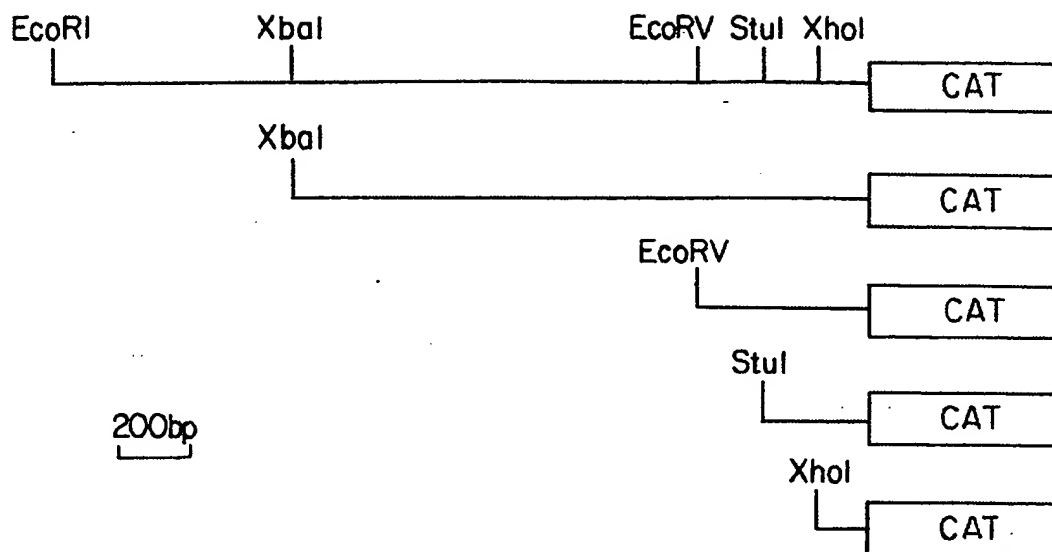 EcoRI XbaI EcoRV StuI XhoI
CAT
XbaI
CAT
EcoRV
CAT
StuI
CAT
200bp
XhoI
CAT